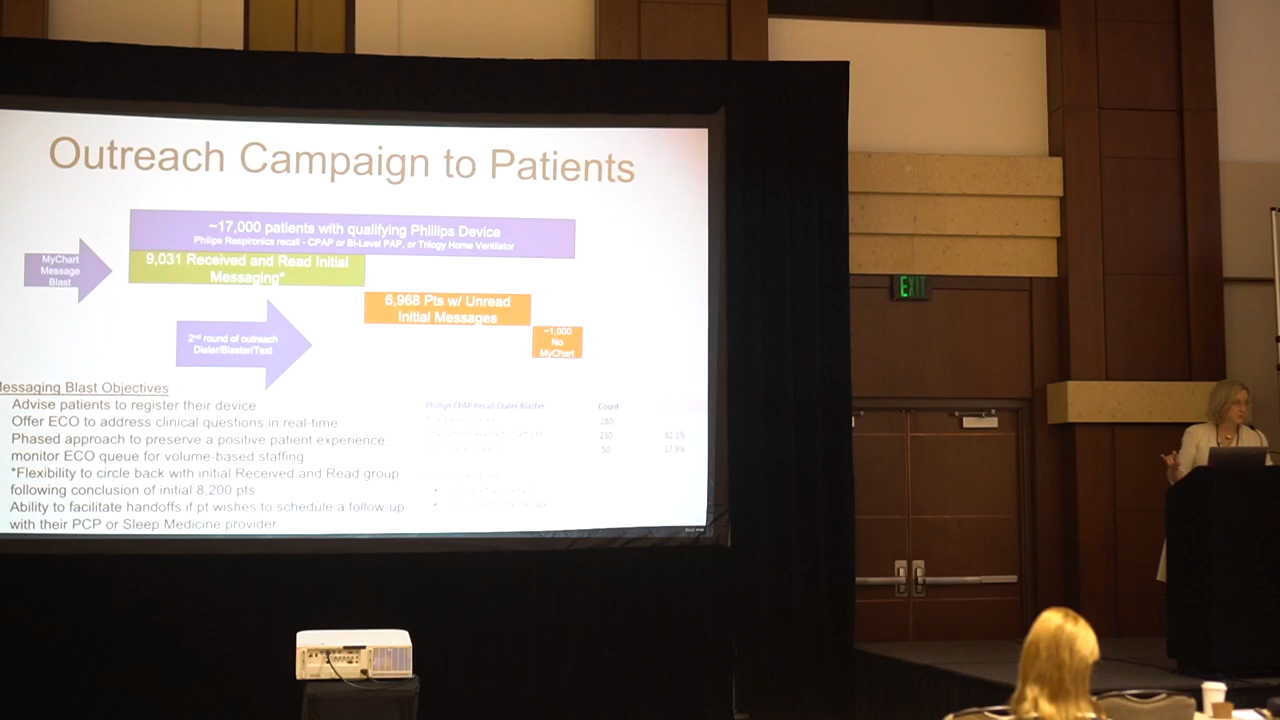 Outreach Campaign to Patients
~17,000 patients with qualifying Phillips Device
Philips Respironics recall - CPAP or Bi-Level PAP, or Trilogy Home Ventilator
MyChart
Message
Blast
9,031 Received and Read Initial
Messaging*
6,968 Pts w/ Unread
Initial Messages
2nd round of outreach
Dialer/Blaster/Text
~1,000
No
MyChart
EXIT
Messaging Blast Objectives
Advise patients to register their device
Offer ECO to address clinical questions in real-time
Phased approach to preserve a positive patient experience,
monitor ECO queue for volume-based staffing
*Flexibility to circle back with initial Received and Read group
following conclusion of initial 8,200 pts
Ability to facilitate handoffs if pt wishes to schedule a follow-up
with their PCP or Sleep Medicine provider
Phillips CPAP Recall Dialer Blaster Count
280
230 82.1%
50 17.9%